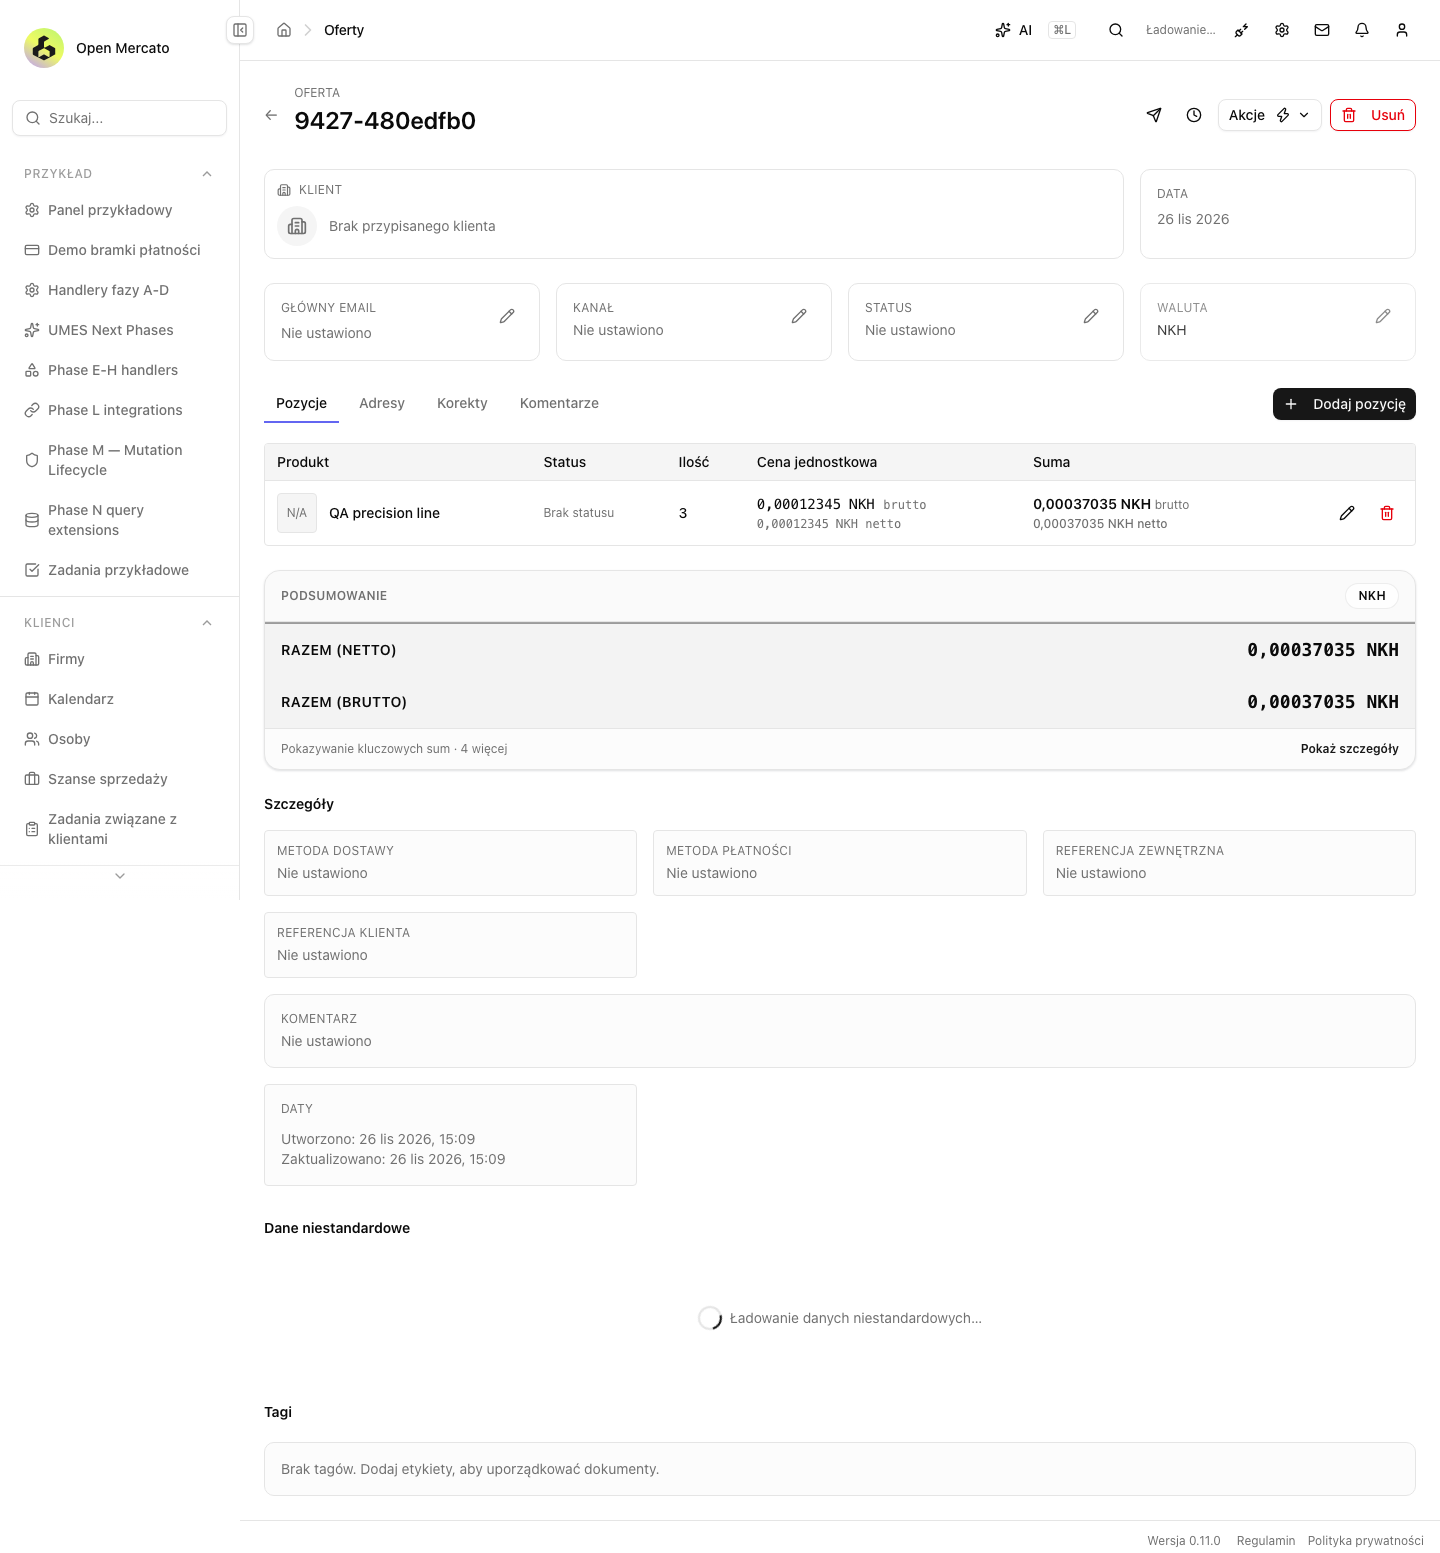 Open Mercato
Szukaj...
PRZYKŁAD
Panel przykładowy
Demo bramki płatności
Handlery fazy A-D
UMES Next Phases
Phase E-H handlers
Phase L integrations
Phase M — Mutation
Lifecycle
Phase N query
extensions
Zadania przykładowe
KLIENCI
Firmy
Kalendarz
Osoby
Szanse sprzedaży
Zadania związane z
klientami
Oferty
AI ⌘L Ładowanie...
OFERTA
9427-480edfb0
Akcje
Usuń
KLIENT
Brak przypisanego klienta
DATA
26 lis 2026
GŁÓWNY EMAIL
Nie ustawiono
KANAŁ
Nie ustawiono
STATUS
Nie ustawiono
WALUTA
NKH
Pozycje Adresy Korekty Komentarze
Dodaj pozycję
Produkt Status Ilość Cena jednostkowa Suma
N/A QA precision line Brak statusu 3
0,00012345 NKH brutto
0,00012345 NKH netto
0,00037035 NKH brutto
0,00037035 NKH netto
PODSUMOWANIE NKH
RAZEM (NETTO) 0,00037035 NKH
RAZEM (BRUTTO) 0,00037035 NKH
Pokazywanie kluczowych sum · 4 więcej Pokaż szczegóły
Szczegóły
METODA DOSTAWY
Nie ustawiono
METODA PŁATNOŚCI
Nie ustawiono
REFERENCJA ZEWNĘTRZNA
Nie ustawiono
REFERENCJA KLIENTA
Nie ustawiono
KOMENTARZ
Nie ustawiono
DATY
Utworzono: 26 lis 2026, 15:09
Zaktualizowano: 26 lis 2026, 15:09
Dane niestandardowe
Ładowanie danych niestandardowych...
Tagi
Brak tagów. Dodaj etykiety, aby uporządkować dokumenty.
Wersja 0.11.0 Regulamin Polityka prywatności